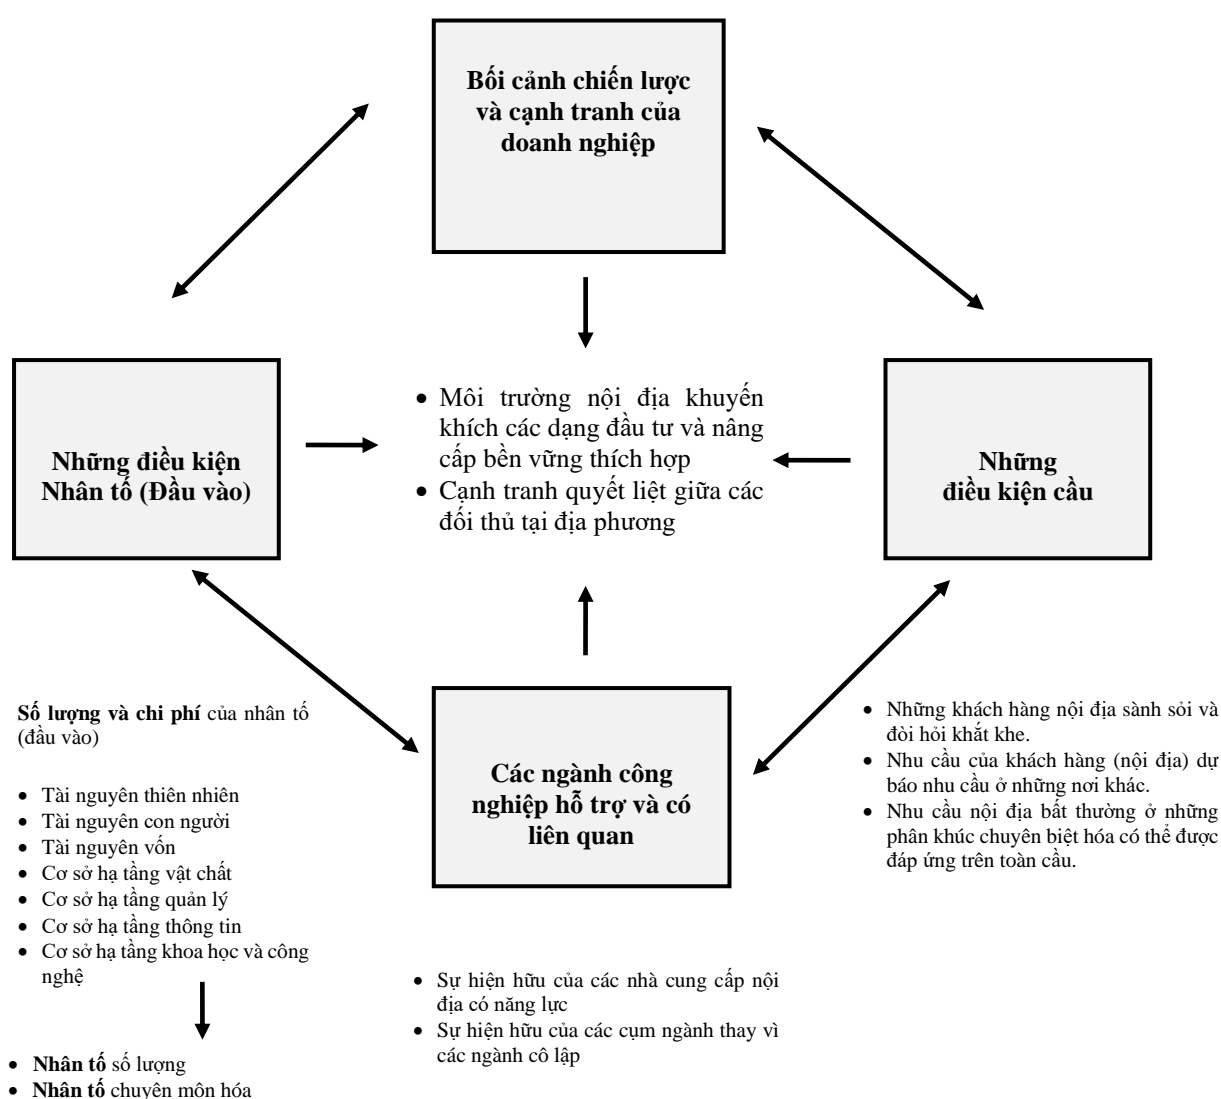 Bối cảnh chiến lược
và cạnh tranh của
doanh nghiệp
Những điều kiện
Nhân tố (Đầu vào)
• Môi trường nội địa khuyến
khích các dạng đầu tư và nâng
cấp bền vững thích hợp
• Cạnh tranh quyết liệt giữa các
đối thủ tại địa phương
Những
điều kiện cầu
Số lượng và chi phí của nhân tố
(đầu vào)
• Tài nguyên thiên nhiên
• Tài nguyên con người
• Tài nguyên vốn
• Cơ sở hạ tầng vật chất
• Cơ sở hạ tầng quản lý
• Cơ sở hạ tầng thông tin
• Cơ sở hạ tầng khoa học và công
nghệ
• Nhân tố số lượng
• Nhân tố chuyên môn hóa
Các ngành công
nghiệp hỗ trợ và có
liên quan
• Sự hiện hữu của các nhà cung cấp nội
địa có năng lực
• Sự hiện hữu của các cụm ngành thay vì
các ngành cô lập
• Những khách hàng nội địa sành sỏi và
đòi hỏi khắt khe.
• Nhu cầu của khách hàng (nội địa) dự
báo nhu cầu ở những nơi khác.
• Nhu cầu nội địa bất thường ở những
phân khúc chuyên biệt hóa có thể được
đáp ứng trên toàn cầu.